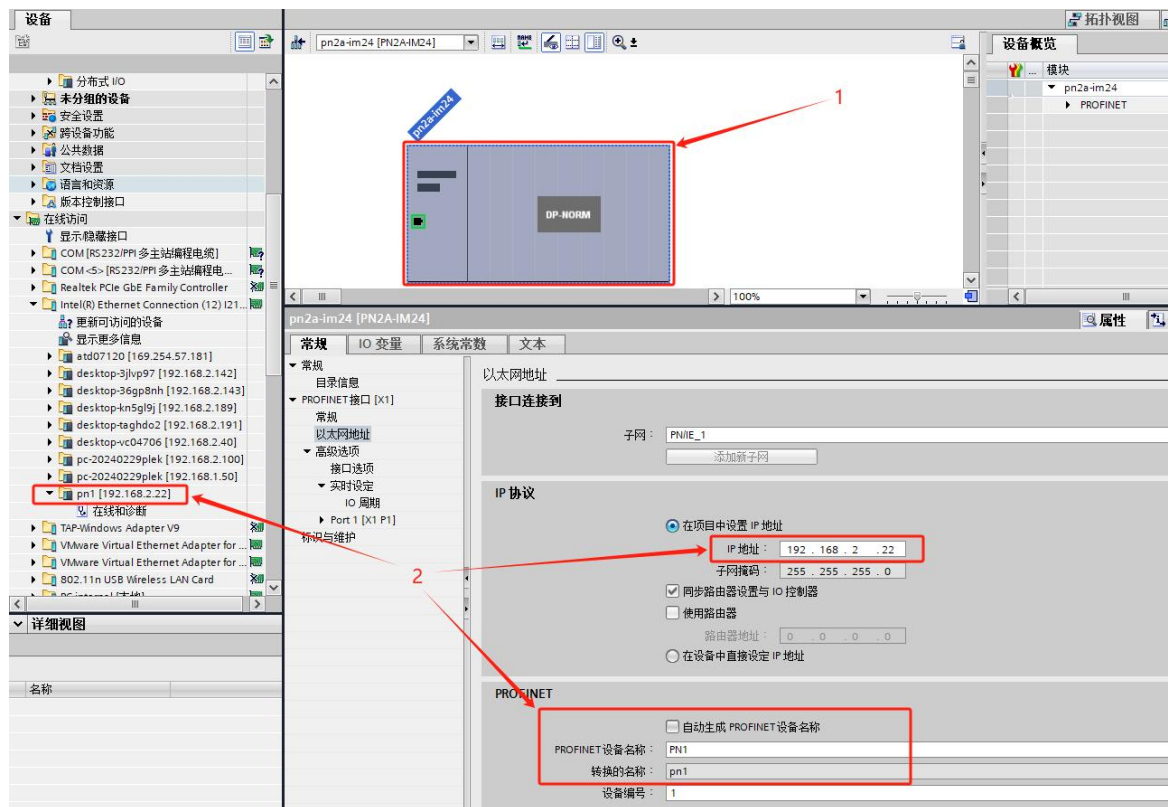 设备
拓扑视图
pn2a-im24 [PN2A-IM24]
设备概览
... 模块
pn2a-im24
PROFINET
分布式 I/O
未分组的设备
安全设置
跨设备功能
公共数据
文档设置
语言和资源
版本控制接口
在线访问
显示/隐藏接口
COM [RS232/PPI 多主站编程电缆]
COM <5> [RS232/PPI 多主站编程电...
Realtek PCIe GbE Family Controller
Intel(R) Ethernet Connection (12) I21...
更新可访问的设备
显示更多信息
atd07120 [169.254.57.181]
desktop-3jlvp97 [192.168.2.142]
desktop-36gp8nh [192.168.2.143]
desktop-kn5gl9j [192.168.2.189]
desktop-taghdo2 [192.168.2.191]
desktop-vc04706 [192.168.2.40]
pc-20240229plek [192.168.2.100]
pc-20240229plek [192.168.1.50]
pn1 [192.168.2.22]
在线和诊断
TAP-Windows Adapter V9
VMware Virtual Ethernet Adapter for ...
VMware Virtual Ethernet Adapter for ...
802.11n USB Wireless LAN Card
详细视图
名称
pn2a-im24
DP-NORM
1
100%
pn2a-im24 [PN2A-IM24]
属性
常规
IO 变量
系统常数
文本
常规
目录信息
PROFINET接口 [X1]
常规
以太网地址
高级选项
接口选项
实时设定
IO 周期
Port 1 [X1 P1]
标识与维护
2
以太网地址
接口连接到
子网： PN/IE_1
添加新子网
IP 协议
在项目中设置 IP 地址
IP 地址： 192 . 168 . 2 . 22
子网掩码： 255 . 255 . 255 . 0
同步路由器设置与 IO 控制器
使用路由器
路由器地址： 0 . 0 . 0 . 0
在设备中直接设定 IP 地址
PROFINET
自动生成 PROFINET 设备名称
PROFINET设备名称： PN1
转换的名称： pn1
设备编号： 1